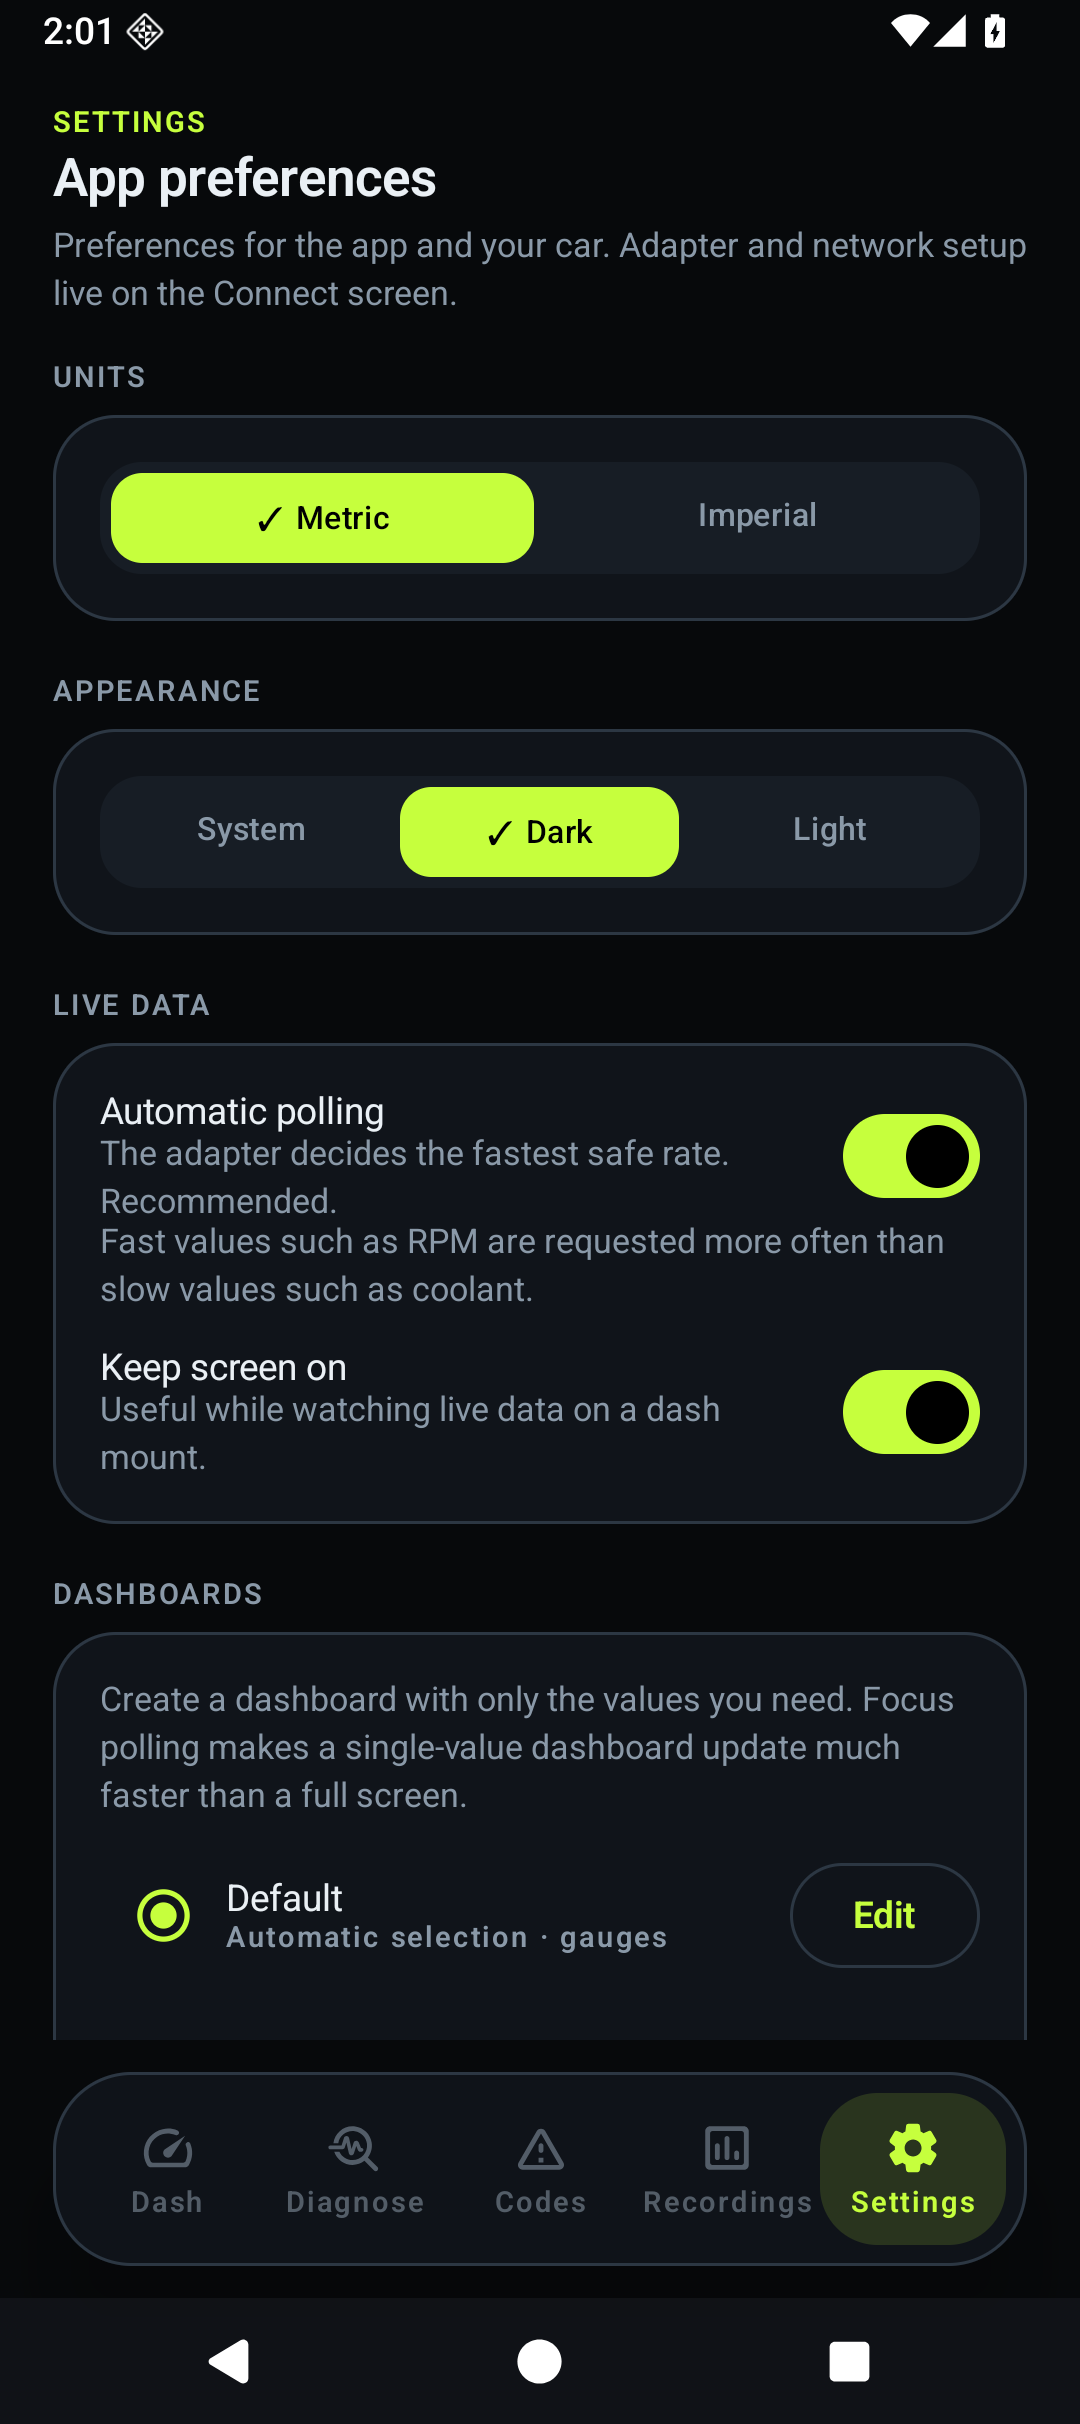 2:01
SETTINGS
App preferences
Preferences for the app and your car. Adapter and network setup
live on the Connect screen.
UNITS
✓ Metric
Imperial
APPEARANCE
System
✓ Dark
Light
LIVE DATA
Automatic polling
The adapter decides the fastest safe rate.
Recommended.
Fast values such as RPM are requested more often than
slow values such as coolant.
Keep screen on
Useful while watching live data on a dash
mount.
DASHBOARDS
Create a dashboard with only the values you need. Focus
polling makes a single-value dashboard update much
faster than a full screen.
Default
Automatic selection · gauges
Edit
Dash
Diagnose
Codes
Recordings
Settings